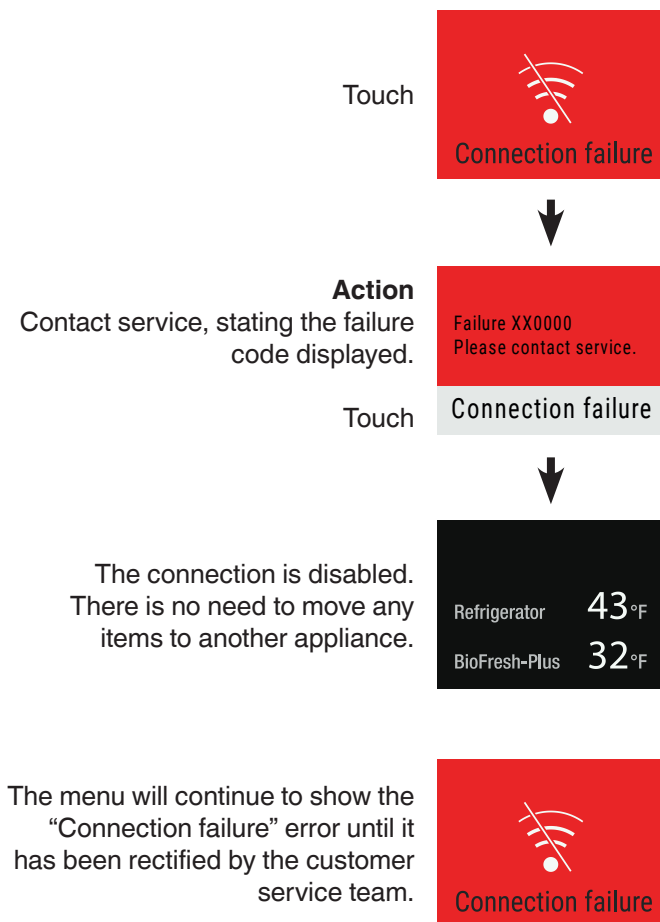 Touch
Connection failure
Action
Contact service, stating the failure
code displayed.
Failure XX0000
Please contact service.
Touch
Connection failure
The connection is disabled.
There is no need to move any
items to another appliance.
Refrigerator 43°F
BioFresh-Plus 32°F
The menu will continue to show the
“Connection failure” error until it
has been rectified by the customer
service team.
Connection failure